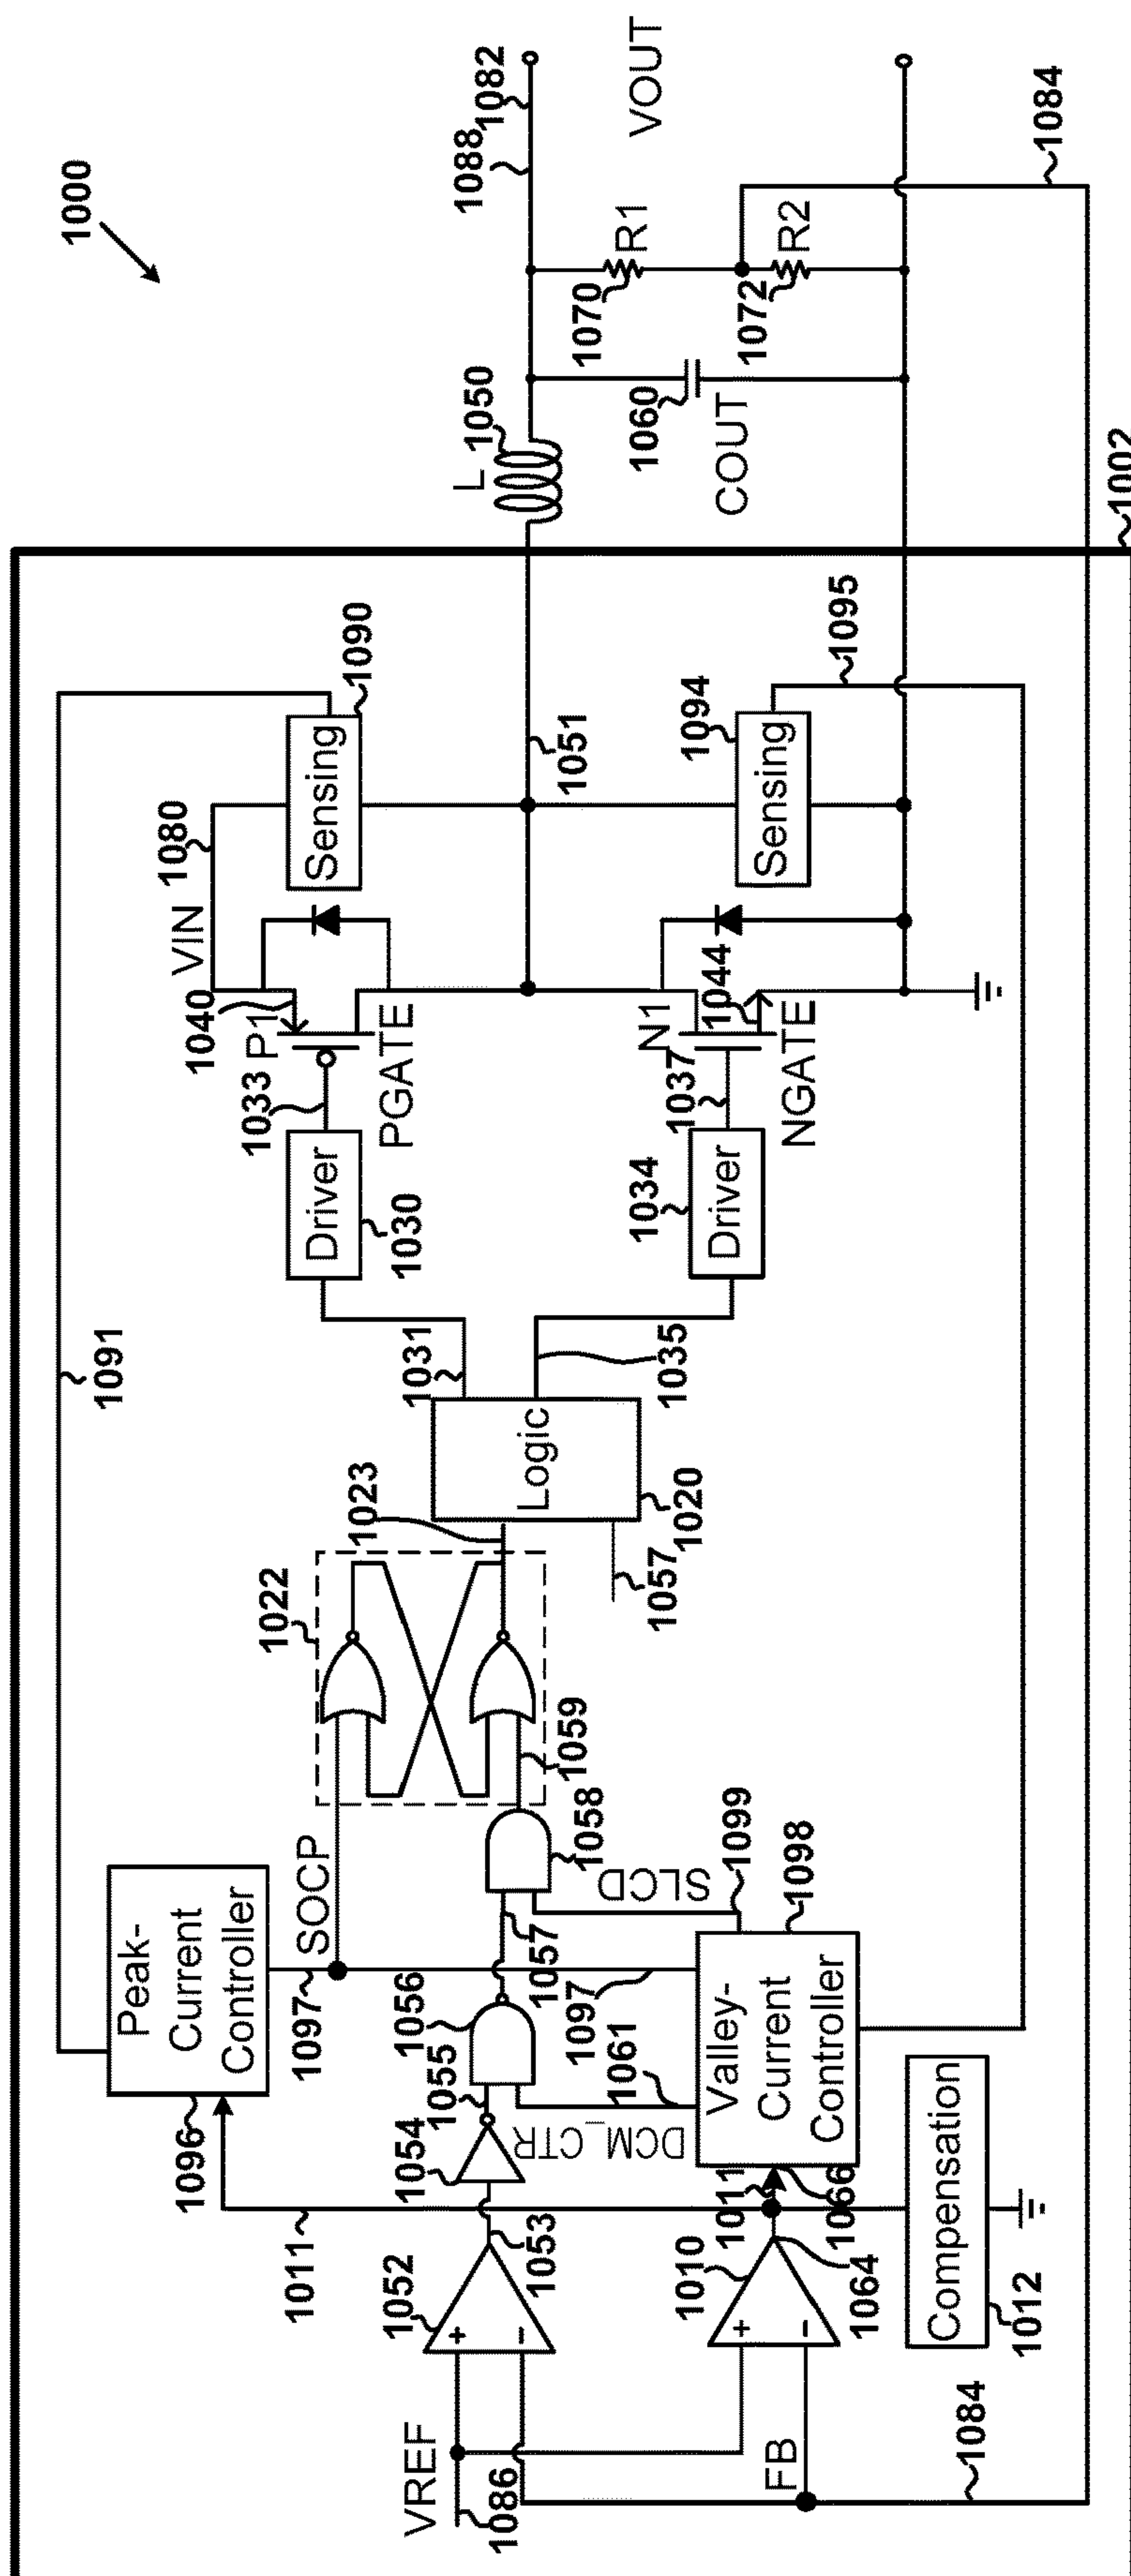 1000
1091
1080
VIN
1090
Sensing
1040
P1
1033
PGATE
Driver
1030
1031
1023
1022
SOCP
1097
Peak-
Current
Controller
1096
1011
1088
1082
VOUT
1084
R1
1070
R2
1072
L
1050
1060
COUT
1002
1051
1094
Sensing
1095
1044
N1
1037
NGATE
Driver
1034
1035
Logic
1020
1057
1059
1058
1099
SLCD
1057
1098
1097
1056
1055
1061
DCM_CTR
1054
Valley-
Current
Controller
1011
1066
1053
1052
+
-
1010
+
-
1064
Compensation
1012
VREF
1086
FB
1084